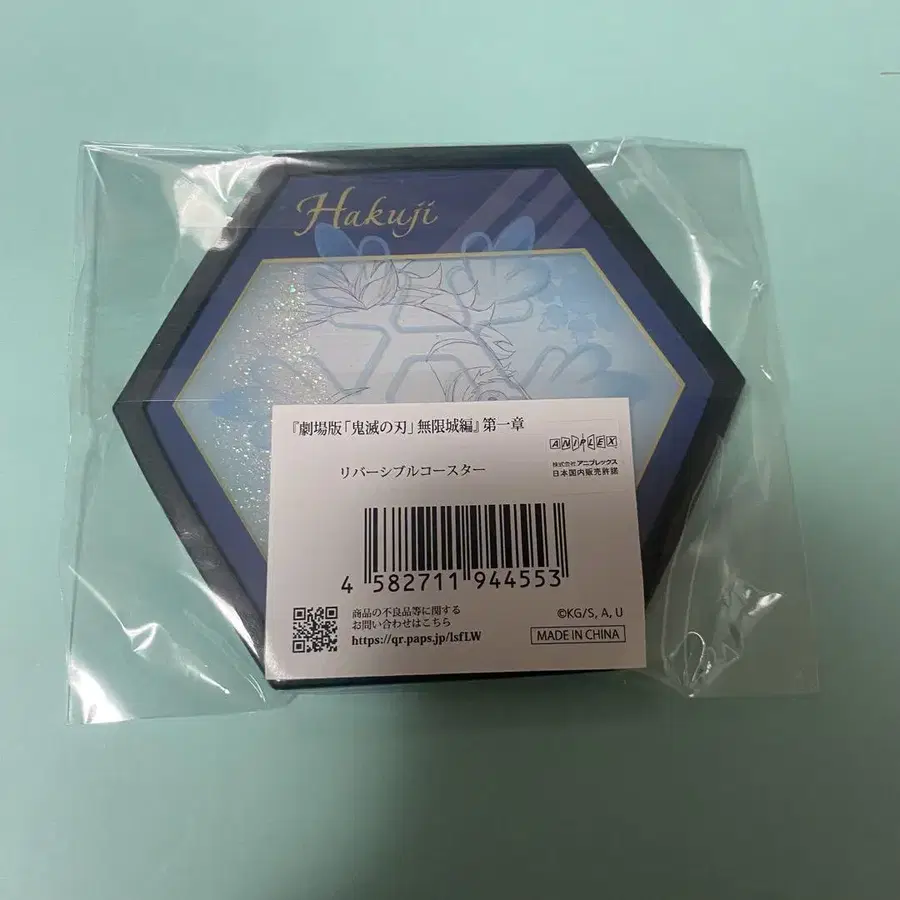 Hakuji
『劇場版「鬼滅の刃」無限城編』第一章
ANIPLEX
株式会社アニプレックス
日本国内販売許諾
リバーシブルコースター
4 582711 944553
商品の不良品等に関する
お問い合わせはこちら
https://qr.paps.jp/lsfLW
©KG/S, A, U
MADE IN CHINA